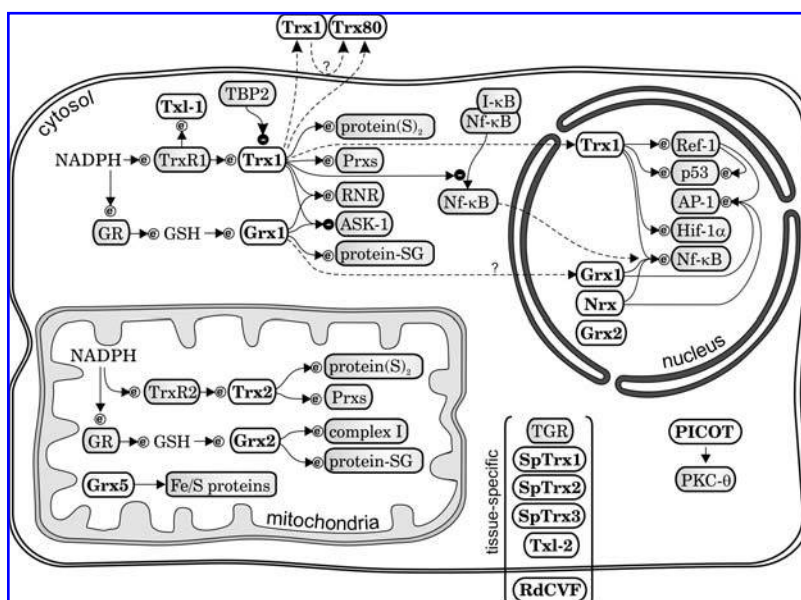 Trx1 Trx80
?
cytosol
Txl-1
TBP2
I-κB
Nf-κB
protein(S)2
NADPH e TrxR1 e Trx1
e
e Prxs
e RNR
Nf-κB
e
GR e GSH e Grx1
ASK-1
e protein-SG
?
Trx1
e Ref-1
e p53 e
AP-1 e
e Hif-1α
e Nf-κB
Grx1
Nrx
Grx2
nucleus
NADPH
e TrxR2 e Trx2
e protein(S)2
e Prxs
e
GR e GSH e Grx2
e complex I
e protein-SG
Grx5 Fe/S proteins
mitochondria
tissue-specific
TGR
SpTrx1
SpTrx2
SpTrx3
Txl-2
RdCVF
PICOT
PKC-θ